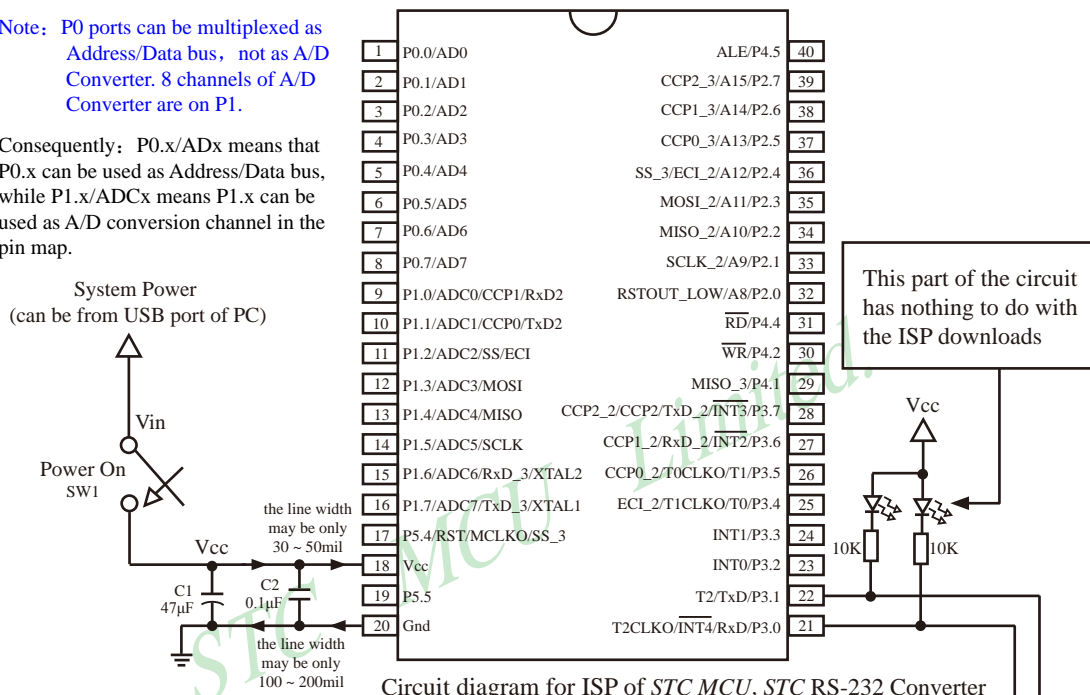 Note：P0 ports can be multiplexed as
Address/Data bus，not as A/D
Converter. 8 channels of A/D
Converter are on P1.
Consequently：P0.x/ADx means that
P0.x can be used as Address/Data bus,
while P1.x/ADCx means P1.x can be
used as A/D conversion channel in the
pin map.
System Power
(can be from USB port of PC)
Vin
Power On
SW1
the line width
may be only
30 ~ 50mil
Vcc
C1
47μF
C2
0.1μF
the line width
may be only
100 ~ 200mil
1 P0.0/AD0
2 P0.1/AD1
3 P0.2/AD2
4 P0.3/AD3
5 P0.4/AD4
6 P0.5/AD5
7 P0.6/AD6
8 P0.7/AD7
9 P1.0/ADC0/CCP1/RxD2
10 P1.1/ADC1/CCP0/TxD2
11 P1.2/ADC2/SS/ECI
12 P1.3/ADC3/MOSI
13 P1.4/ADC4/MISO
14 P1.5/ADC5/SCLK
15 P1.6/ADC6/RxD_3/XTAL2
16 P1.7/ADC7/TxD_3/XTAL1
17 P5.4/RST/MCLKO/SS_3
18 Vcc
19 P5.5
20 Gnd
ALE/P4.5 40
CCP2_3/A15/P2.7 39
CCP1_3/A14/P2.6 38
CCP0_3/A13/P2.5 37
SS_3/ECI_2/A12/P2.4 36
MOSI_2/A11/P2.3 35
MISO_2/A10/P2.2 34
SCLK_2/A9/P2.1 33
RSTOUT_LOW/A8/P2.0 32
RD/P4.4 31
WR/P4.2 30
MISO_3/P4.1 29
CCP2_2/CCP2/TxD_2/INT3/P3.7 28
CCP1_2/RxD_2/INT2/P3.6 27
CCP0_2/T0CLKO/T1/P3.5 26
ECI_2/T1CLKO/T0/P3.4 25
INT1/P3.3 24
INT0/P3.2 23
T2/TxD/P3.1 22
T2CLKO/INT4/RxD/P3.0 21
This part of the circuit
has nothing to do with
the ISP downloads
Vcc
10K
10K
STC MCU Limited.
Circuit diagram for ISP of STC MCU, STC RS-232 Converter